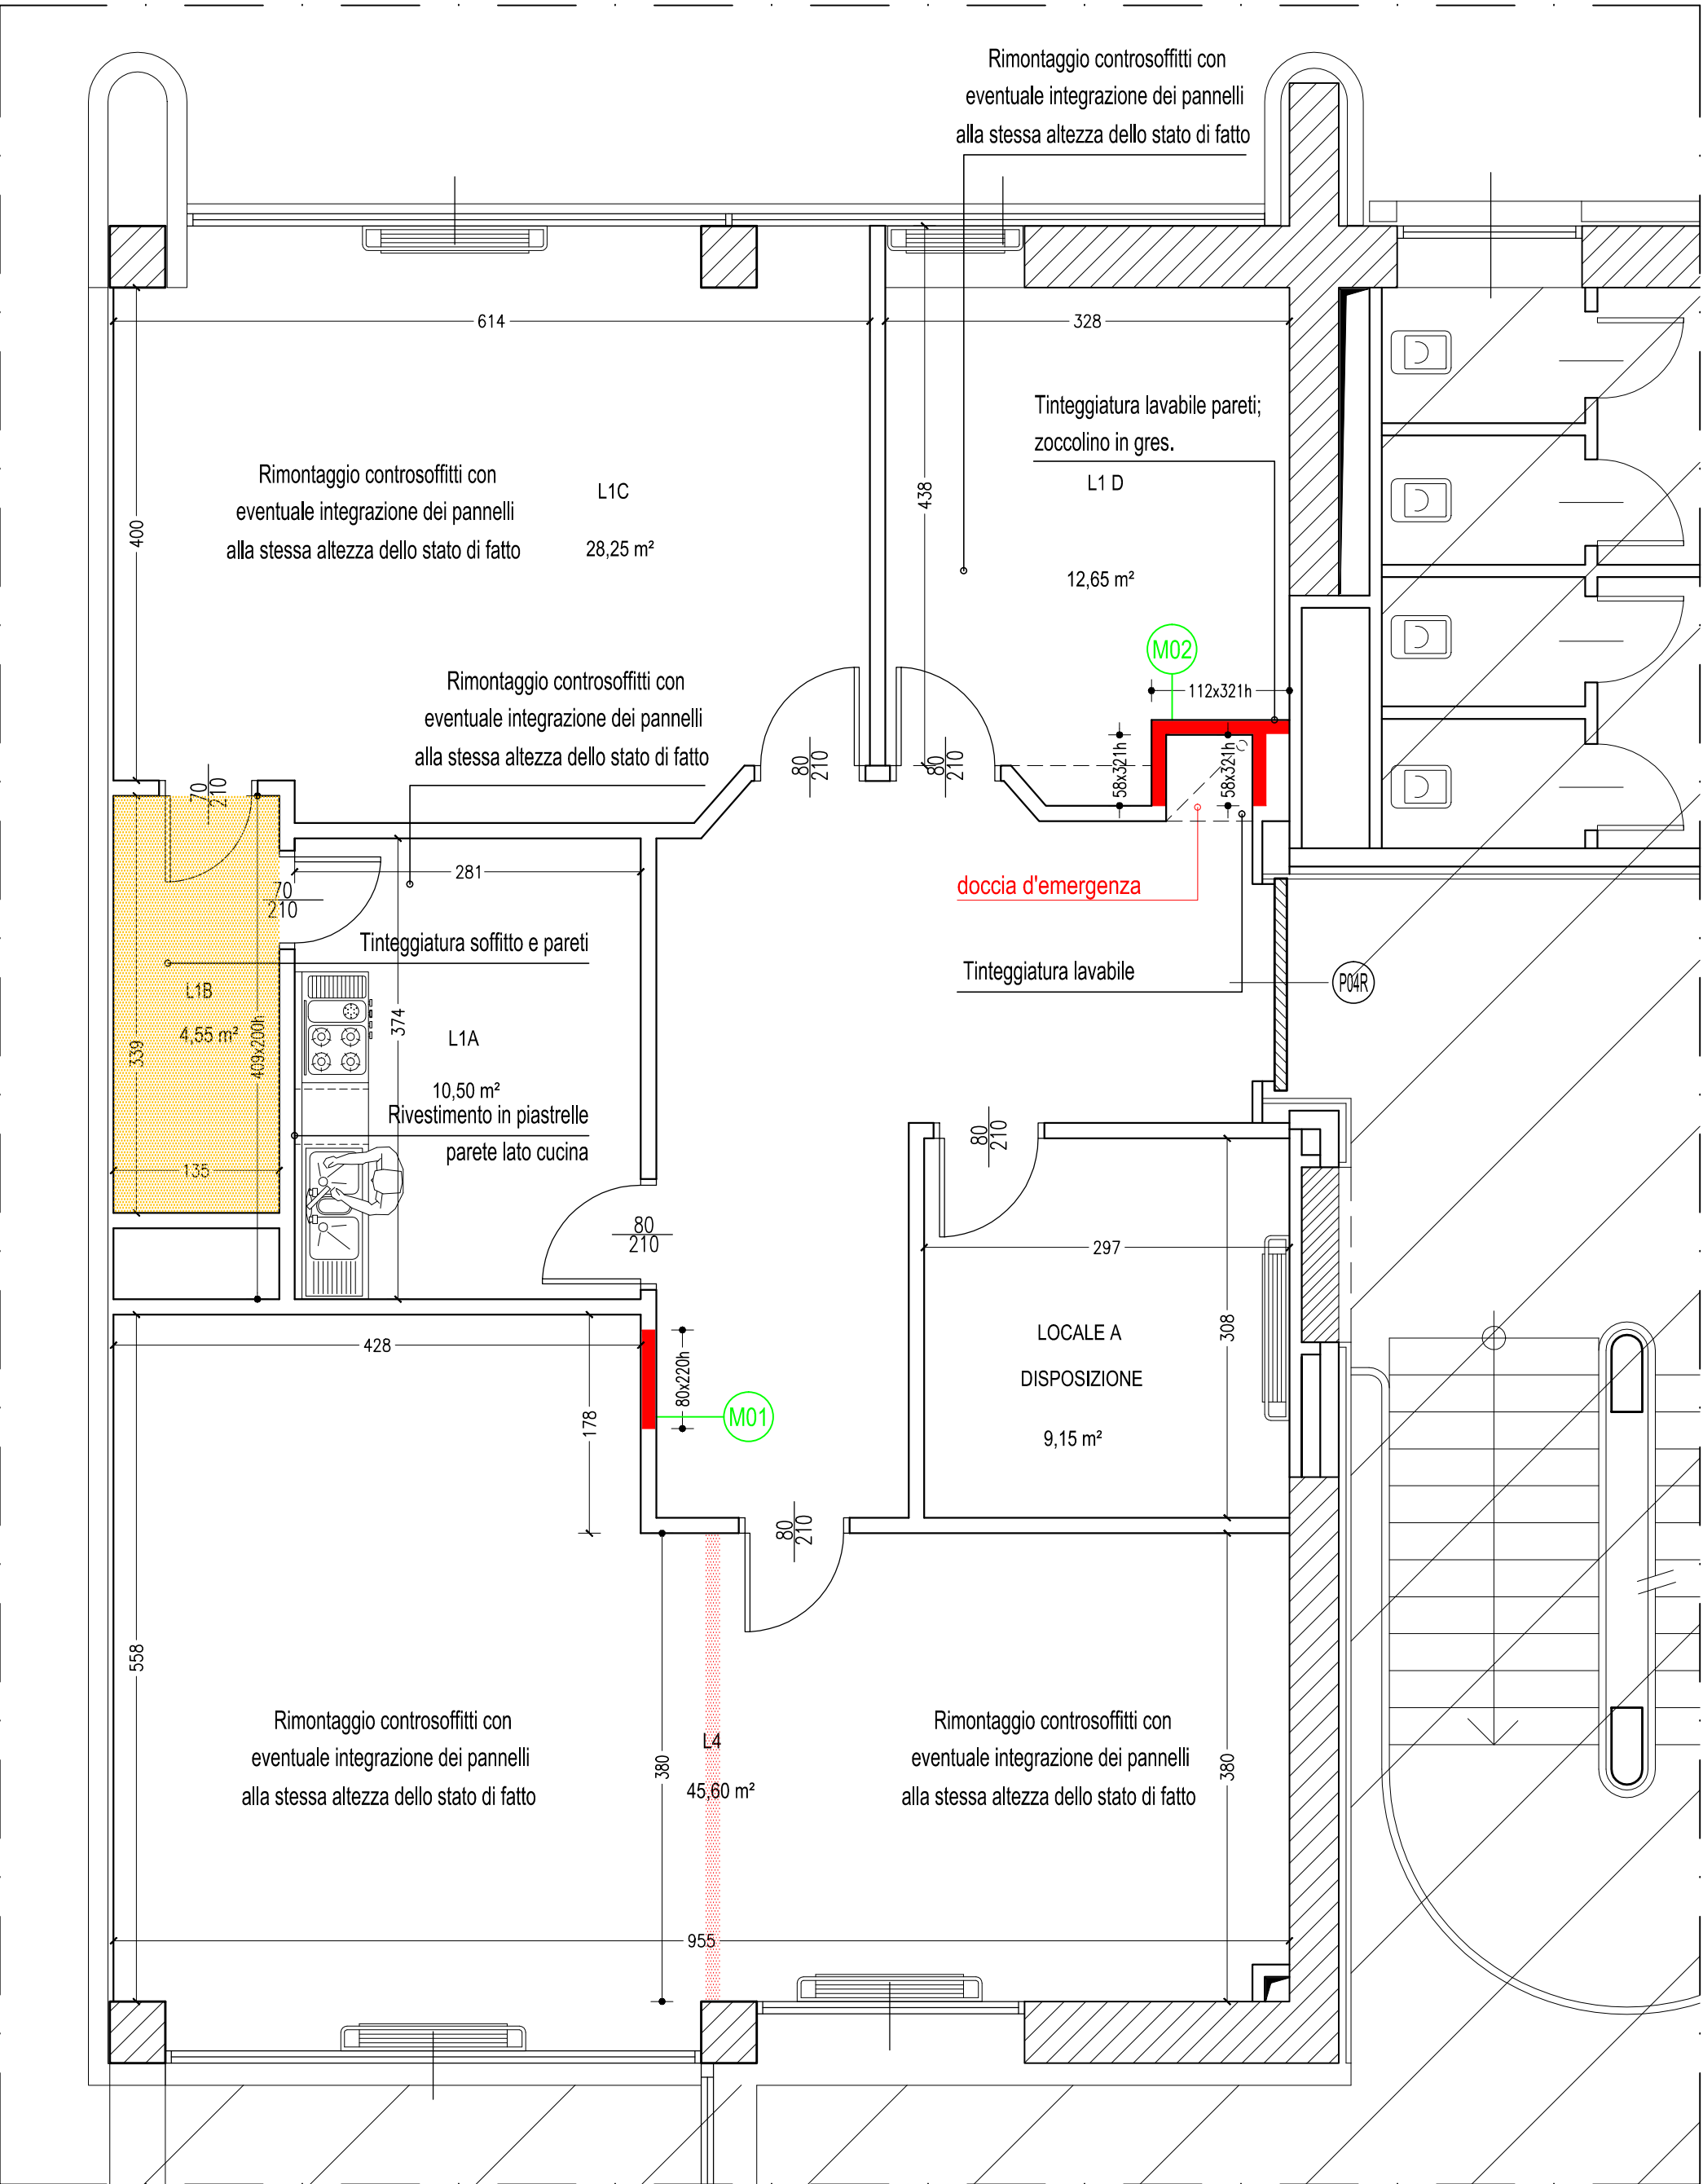 Rimontaggio controsoffitti con
eventuale integrazione dei pannelli
alla stessa altezza dello stato di fatto
614
328
Tinteggiatura lavabile pareti;
zoccolino in gres.
L1 D
12,65 m²
438
400
Rimontaggio controsoffitti con
eventuale integrazione dei pannelli
alla stessa altezza dello stato di fatto
L1C
28,25 m²
M02
112x321h
58x321h
58x321h
Rimontaggio controsoffitti con
eventuale integrazione dei pannelli
alla stessa altezza dello stato di fatto
80
210
80
210
70
210
70
210
281
doccia d'emergenza
Tinteggiatura soffitto e pareti
Tinteggiatura lavabile
P04R
L1B
4,55 m²
339
409x200h
374
135
L1A
10,50 m²
Rivestimento in piastrelle
parete lato cucina
80
210
80
210
297
308
LOCALE A
DISPOSIZIONE
9,15 m²
428
178
80x220h
M01
80
210
558
Rimontaggio controsoffitti con
eventuale integrazione dei pannelli
alla stessa altezza dello stato di fatto
380
L4
45,60 m²
Rimontaggio controsoffitti con
eventuale integrazione dei pannelli
alla stessa altezza dello stato di fatto
380
955